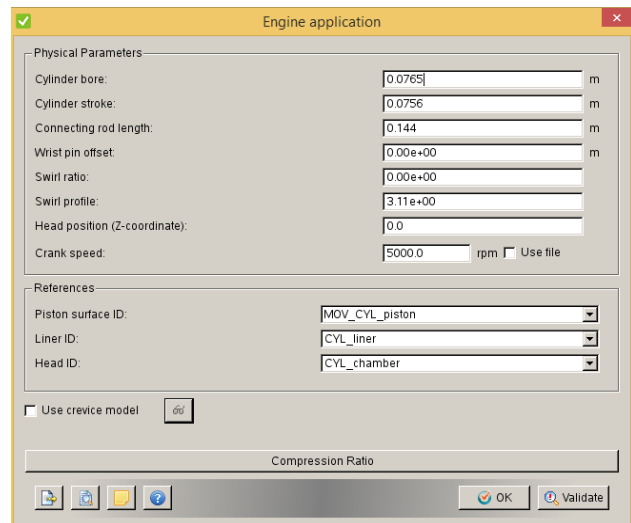 Engine application
Physical Parameters
Cylinder bore: 0.0765 m
Cylinder stroke: 0.0756 m
Connecting rod length: 0.144 m
Wrist pin offset: 0.00e+00 m
Swirl ratio: 0.00e+00
Swirl profile: 3.11e+00
Head position (Z-coordinate): 0.0
Crank speed: 5000.0 rpm Use file
References
Piston surface ID: MOV_CYL_piston
Liner ID: CYL_liner
Head ID: CYL_chamber
Use crevice model
Compression Ratio
OK Validate